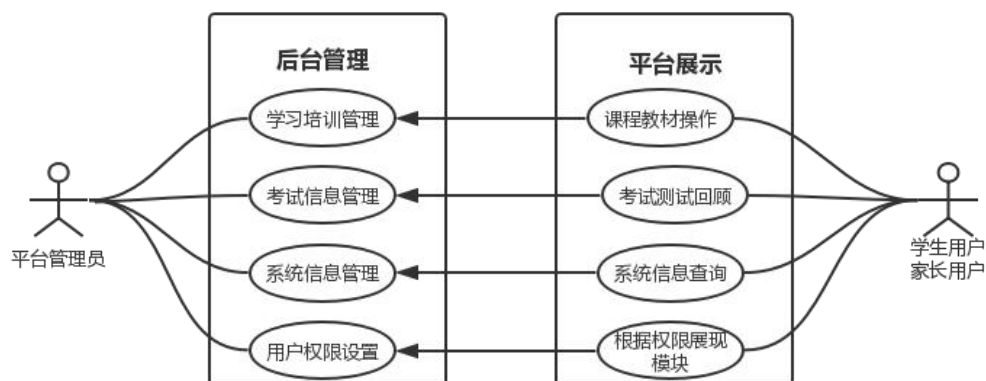 后台管理
平台展示
学习培训管理
课程教材操作
考试信息管理
考试测试回顾
平台管理员
学生用户
家长用户
系统信息管理
系统信息查询
用户权限设置
根据权限展现
模块